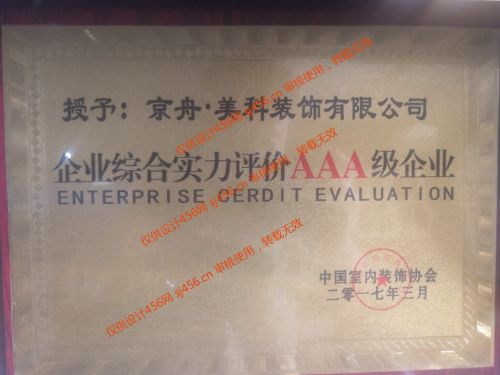 授予：京舟·美科装饰有限公司
企业综合实力评价AAA级企业
ENTERPRISE CERDIT EVALUATION
中国室内装饰协会
二零一七年三月
仅供设计456网 sj456.cn 审核使用，转载无效
仅供设计456网 sj456.cn 审核使用，转载无效
仅供设计456网 sj456.cn 审核使用，转载无效